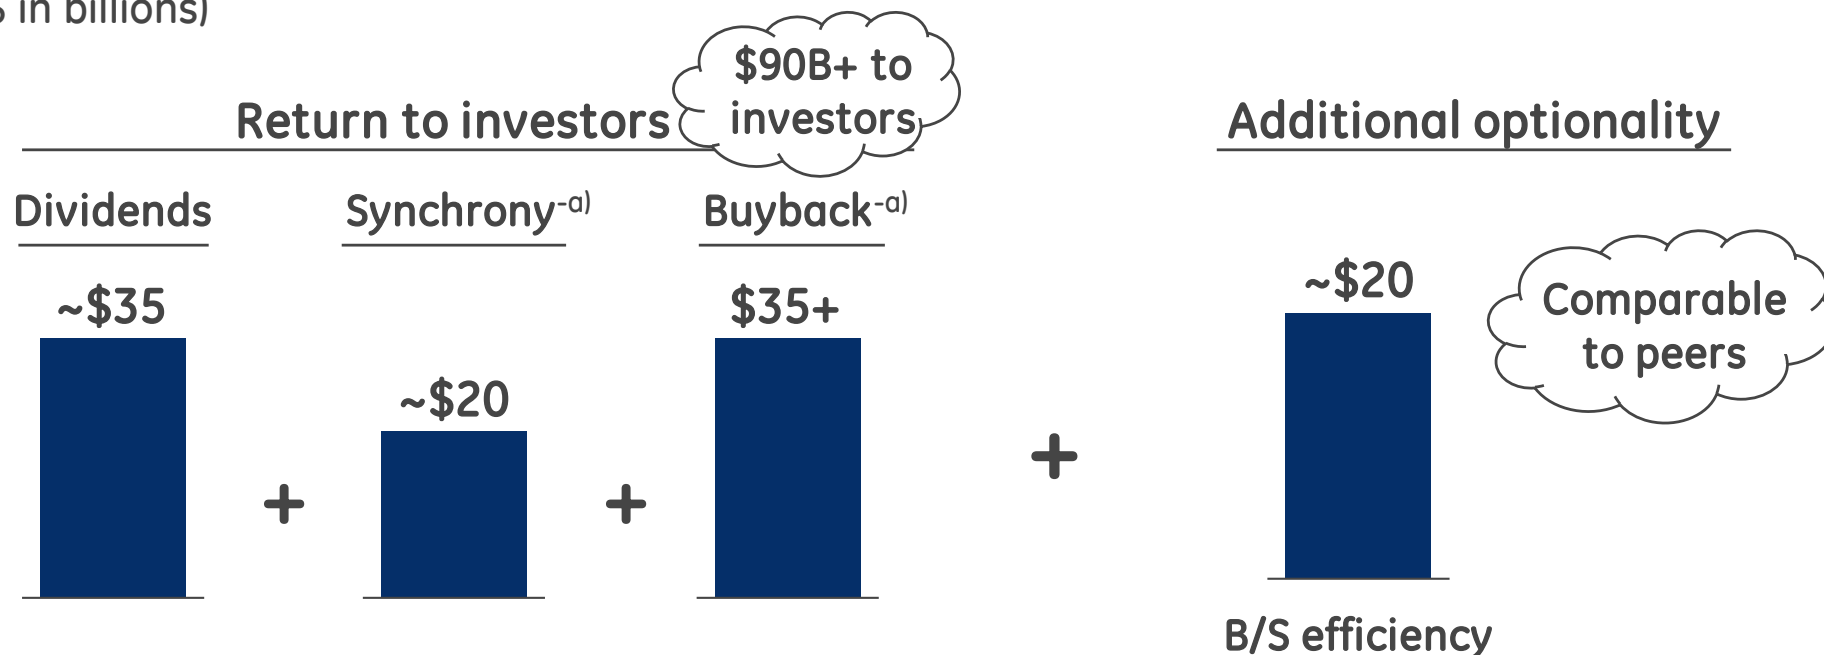 in billions)
$90B+ to
investors
Return to investors
Additional optionality
Dividends
Synchrony-a)
Buyback-a)
~$35
~$20
$35+
~$20
Comparable
to peers
+
+
+
B/S efficiency